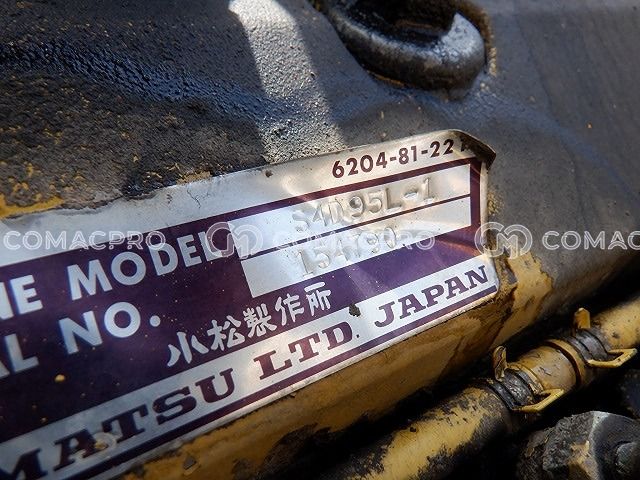 6204-81-22
NE MODEL S4D95L-1
AL NO.
小松製作所
MATSU LTD. JAPAN
COMACPRO COMACPRO COMACPRO